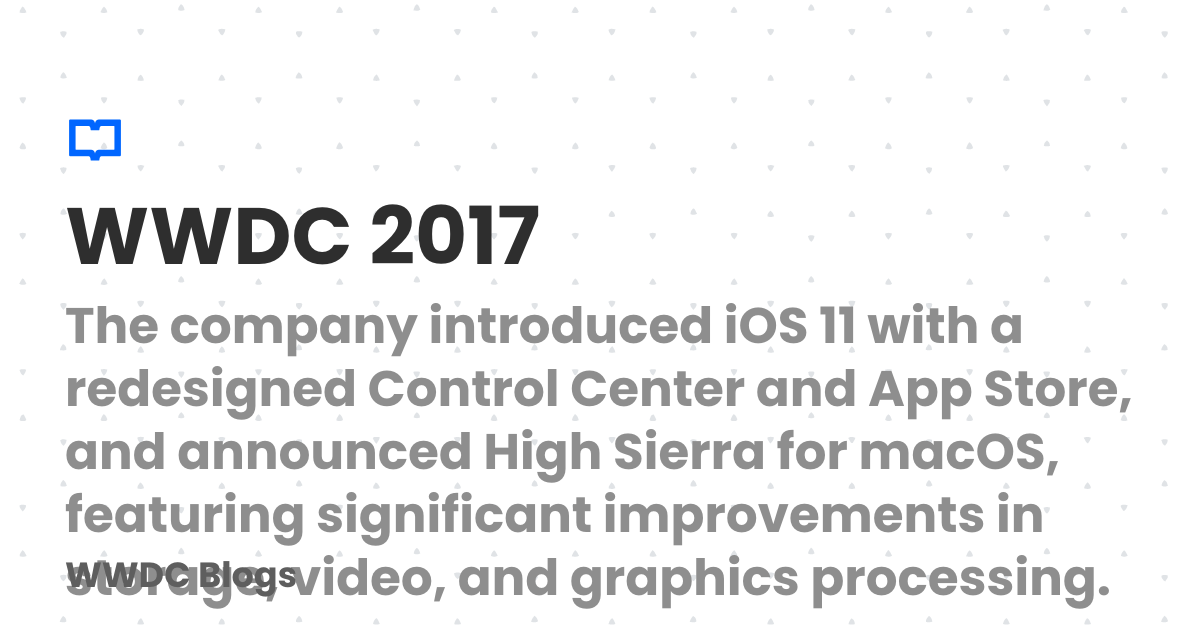 WWDC 2017
The company introduced iOS 11 with a
redesigned Control Center and App Store,
and announced High Sierra for macOS,
featuring significant improvements in
storage, video, and graphics processing.
WWDC Blogs